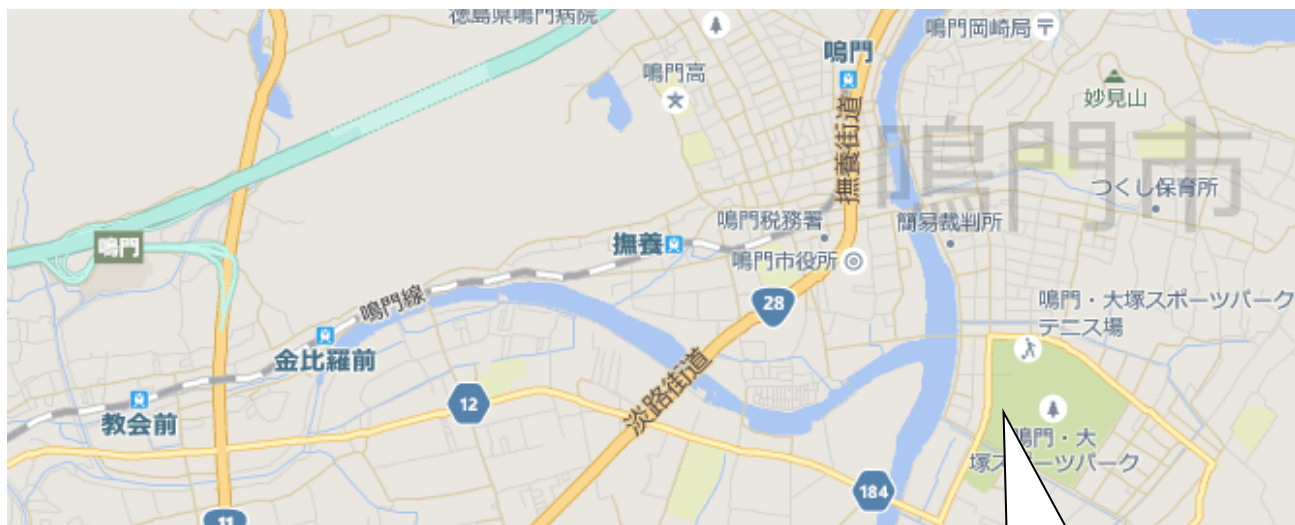 徳島県鳴門病院
鳴門岡崎局
鳴門
鳴門高
妙見山
撫養街道
鳴門市
つくし保育所
鳴門税務署
簡易裁判所
鳴門
撫養
鳴門市役所
鳴門線
28
鳴門・大塚スポーツパーク
テニス場
金比羅前
淡路街道
12
教会前
鳴門・大
塚スポーツパーク
184
11